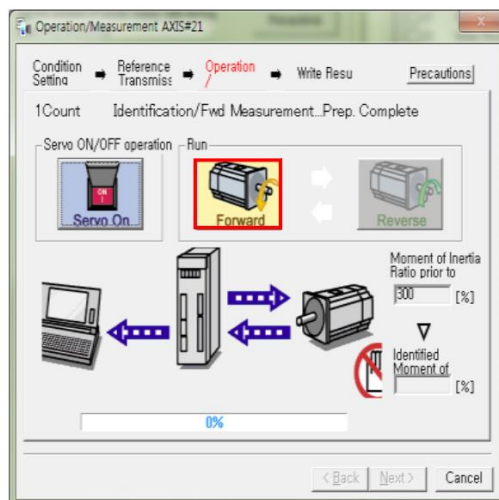 Operation/Measurement AXIS#21
Condition Setting
Reference Transmiss
Operation /
Write Resu
Precautions
1Count Identification/Fwd Measurement...Prep. Complete
Servo ON/OFF operation
Run
ON
I
Servo On
Forward
Reverse
Moment of Inertia
Ratio prior to
300 [%]
Identified
Moment of
[%]
0%
< Back
Next >
Cancel